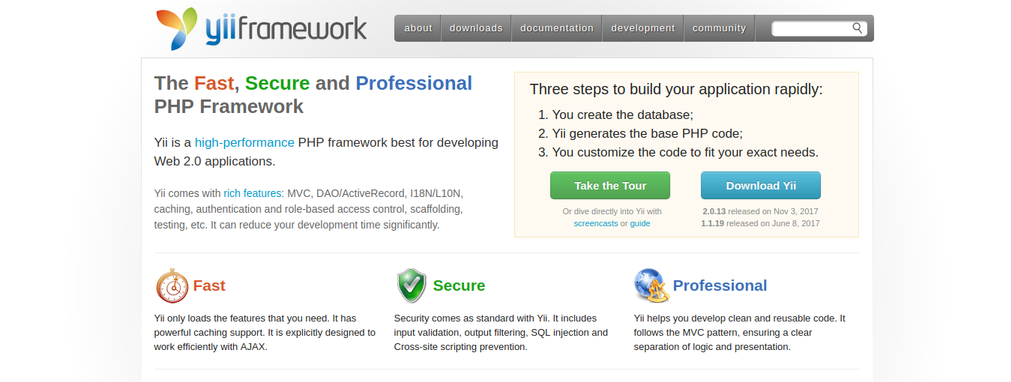 yiiframework
about
downloads
documentation
development
community
The Fast, Secure and Professional
PHP Framework
Yii is a high-performance PHP framework best for developing
Web 2.0 applications.
Yii comes with rich features: MVC, DAO/ActiveRecord, I18N/L10N,
caching, authentication and role-based access control, scaffolding,
testing, etc. It can reduce your development time significantly.
Three steps to build your application rapidly:
1. You create the database;
2. Yii generates the base PHP code;
3. You customize the code to fit your exact needs.
Take the Tour
Or dive directly into Yii with
screencasts or guide
Download Yii
2.0.13 released on Nov 3, 2017
1.1.19 released on June 8, 2017
Fast
Yii only loads the features that you need. It has
powerful caching support. It is explicitly designed to
work efficiently with AJAX.
Secure
Security comes as standard with Yii. It includes
input validation, output filtering, SQL injection and
Cross-site scripting prevention.
Professional
Yii helps you develop clean and reusable code. It
follows the MVC pattern, ensuring a clear
separation of logic and presentation.